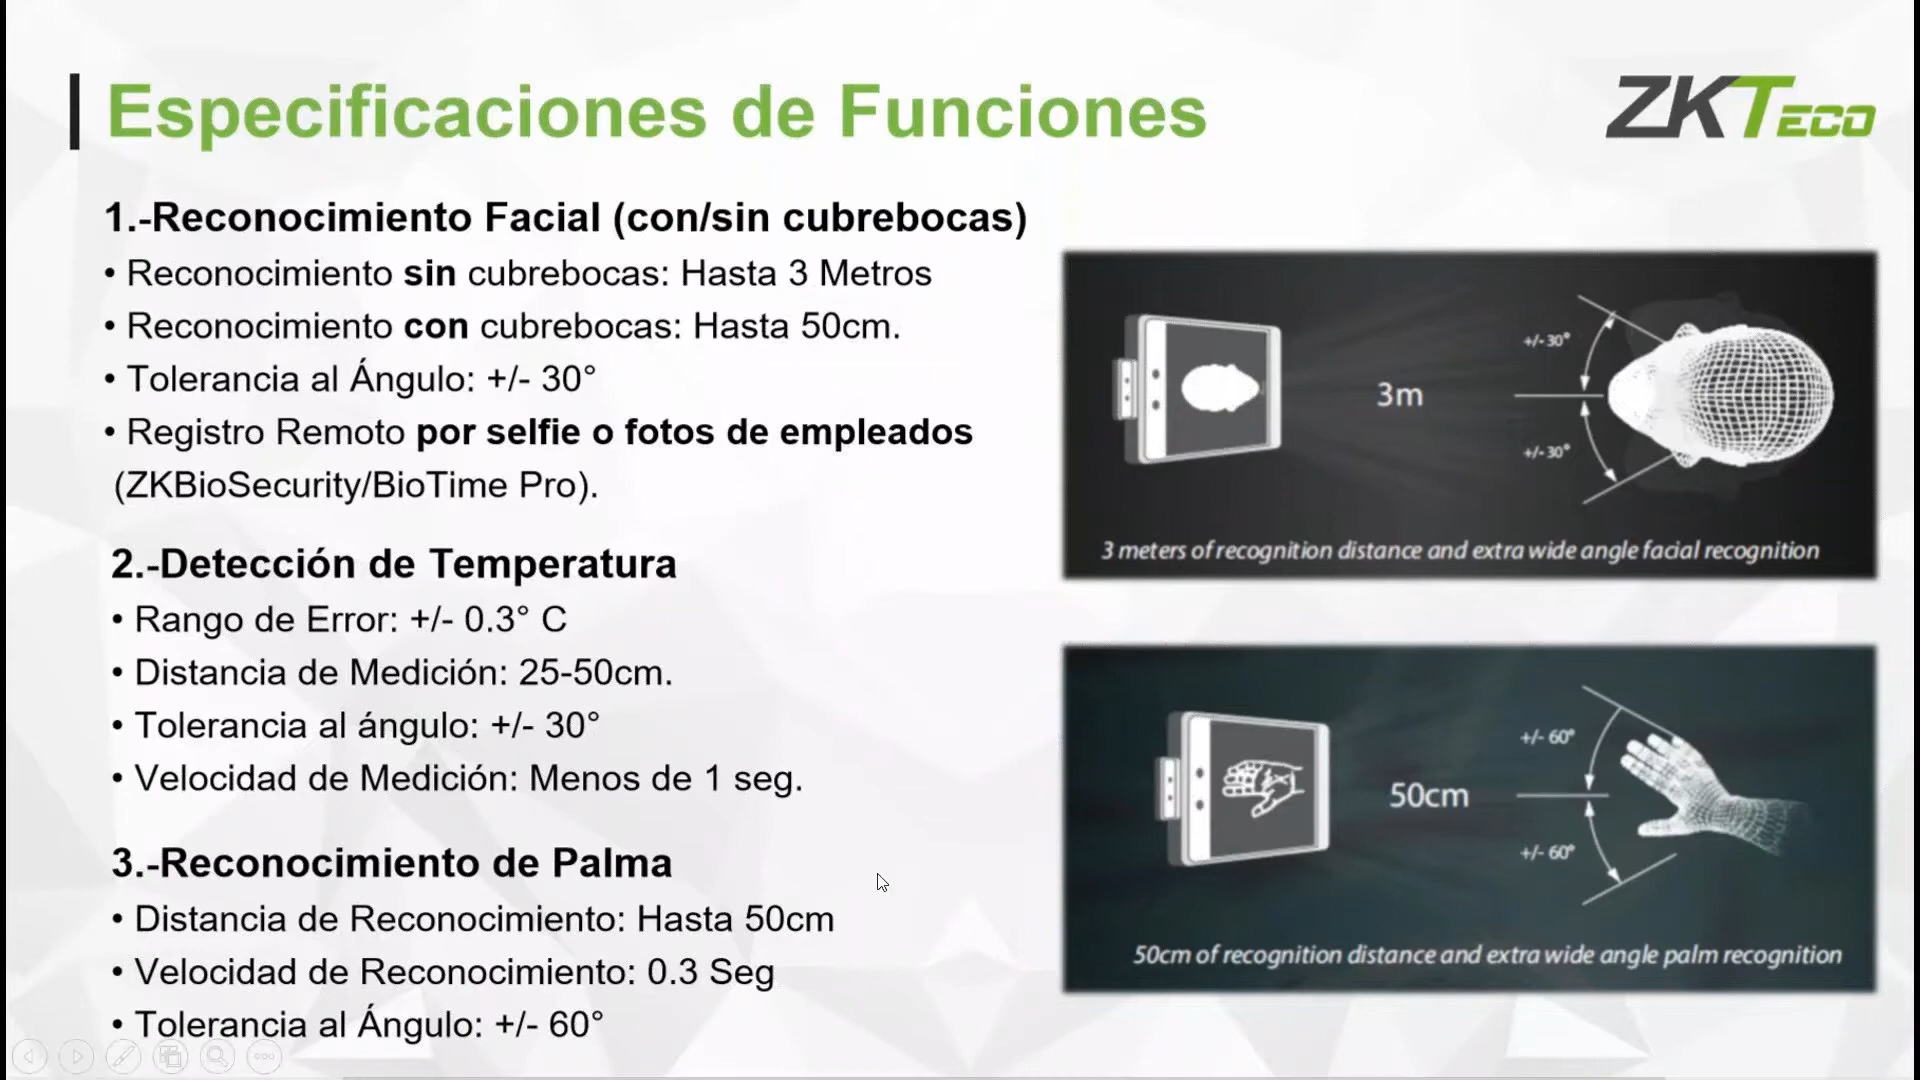 Especificaciones de Funciones
ZKTECO
1.-Reconocimiento Facial (con/sin cubrebocas)
• Reconocimiento sin cubrebocas: Hasta 3 Metros
• Reconocimiento con cubrebocas: Hasta 50cm.
• Tolerancia al Ángulo: +/- 30°
• Registro Remoto por selfie o fotos de empleados
(ZKBioSecurity/BioTime Pro).
2.-Detección de Temperatura
• Rango de Error: +/- 0.3° C
• Distancia de Medición: 25-50cm.
• Tolerancia al ángulo: +/- 30°
• Velocidad de Medición: Menos de 1 seg.
3.-Reconocimiento de Palma
• Distancia de Reconocimiento: Hasta 50cm
• Velocidad de Reconocimiento: 0.3 Seg
• Tolerancia al Ángulo: +/- 60°
+/-30°
3m
+/-30°
3 meters of recognition distance and extra wide angle facial recognition
+/- 60°
50cm
+/- 60°
50cm of recognition distance and extra wide angle palm recognition